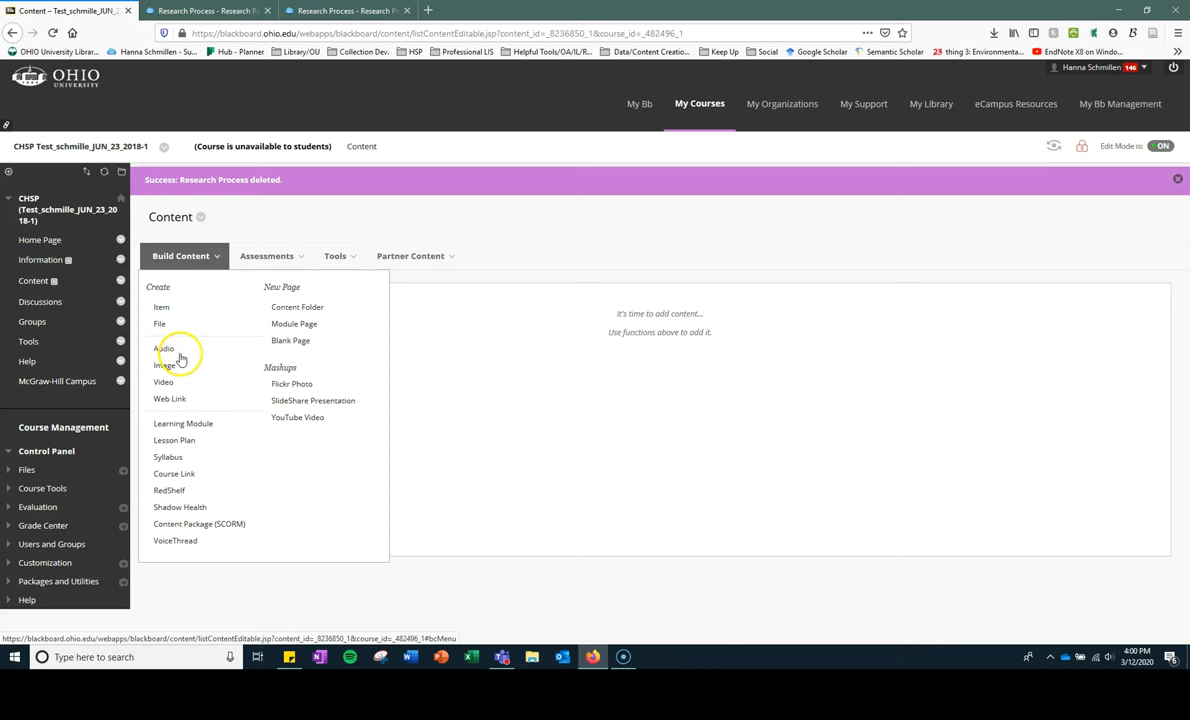 Content – Test_schmille_JUN_23_2
Research Process - Research P
Research Process - Research P
https://blackboard.ohio.edu/webapps/blackboard/content/listContentEditable.jsp?content_id=_8236850_1&course_id=_482496_1
OHIO University Librar...
Hanna Schmillen - Su...
Hub - Planner
Library/OU
Collection Dev.
HSP
Professional LIS
Helpful Tools/OA/IL/R...
Data/Content Creatio...
Keep Up
Social
Google Scholar
Semantic Scholar
thing 3: Environmenta...
EndNote X8 on Windo...
OHIO
UNIVERSITY
Hanna Schmillen 146
My Bb
My Courses
My Organizations
My Support
My Library
eCampus Resources
My Bb Management
CHSP Test_schmille_JUN_23_2018-1
(Course is unavailable to students)
Content
Edit Mode is: ON
Success: Research Process deleted.
CHSP
(Test_schmille_JUN_23_20
18-1)
Home Page
Information
Content
Discussions
Groups
Tools
Help
McGraw-Hill Campus
Course Management
Control Panel
Files
Course Tools
Evaluation
Grade Center
Users and Groups
Customization
Packages and Utilities
Help
Content
Build Content
Assessments
Tools
Partner Content
Create
Item
File
Audio
Image
Video
Web Link
Learning Module
Lesson Plan
Syllabus
Course Link
RedShelf
Shadow Health
Content Package (SCORM)
VoiceThread
New Page
Content Folder
Module Page
Blank Page
Mashups
Flickr Photo
SlideShare Presentation
YouTube Video
It's time to add content...
Use functions above to add it.
https://blackboard.ohio.edu/webapps/blackboard/content/listContentEditable.jsp?content_id=_8236850_1&course_id=_482496_1#bcMenu
Type here to search
4:00 PM
3/12/2020
6